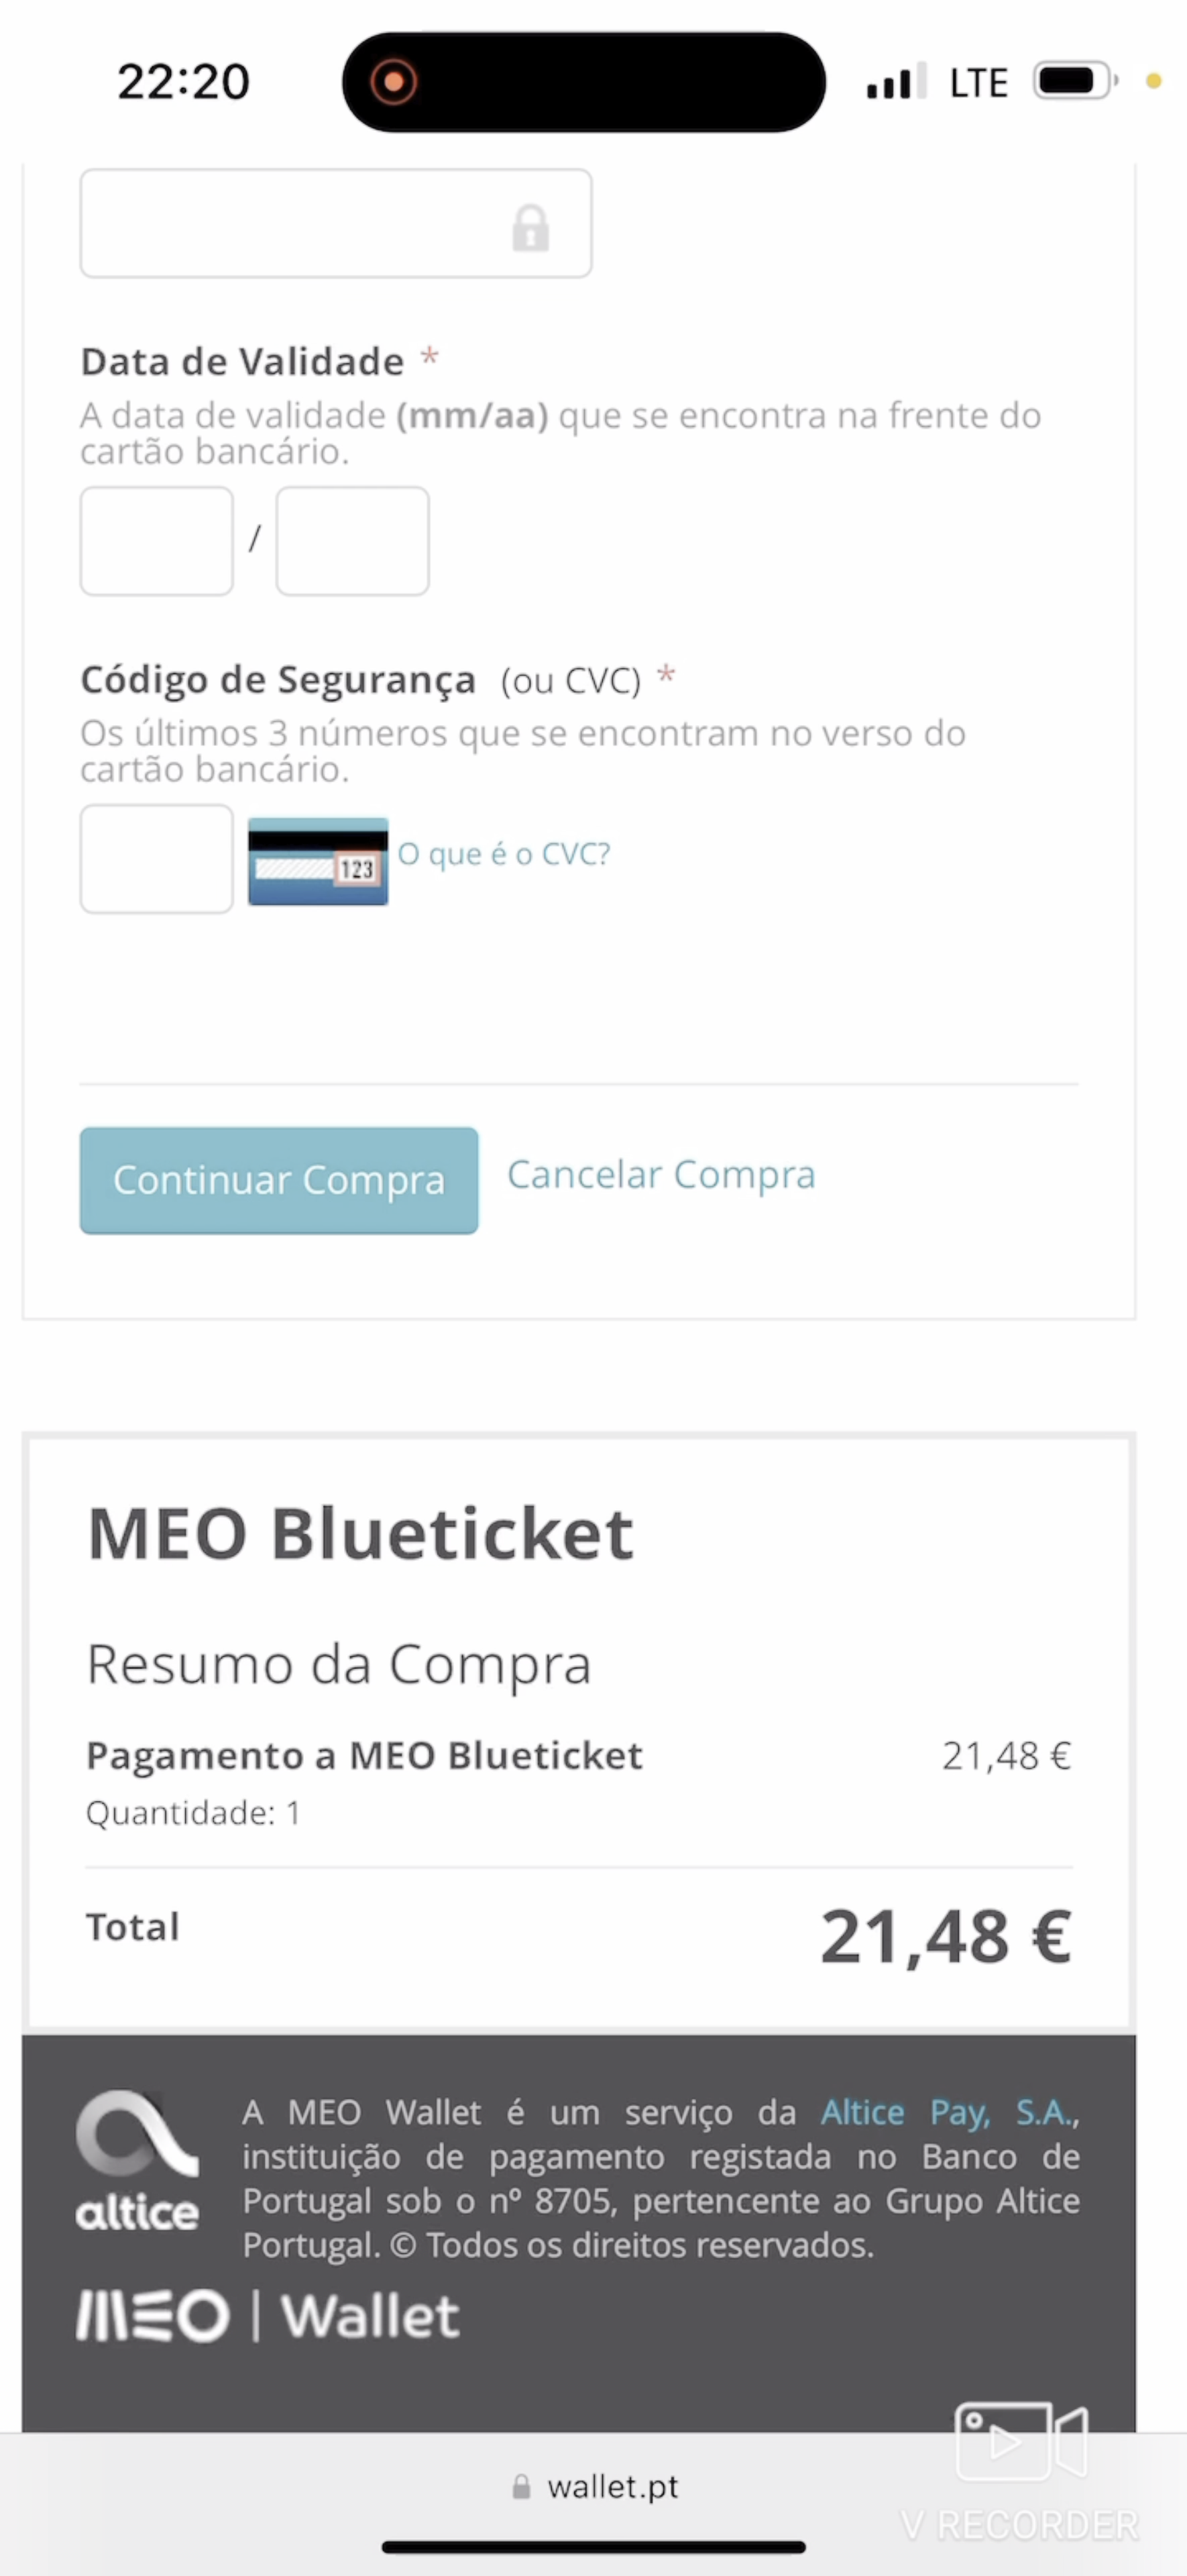 22:20
LTE
Data de Validade *
A data de validade (mm/aa) que se encontra na frente do
cartão bancário.
/
Código de Segurança (ou CVC) *
Os últimos 3 números que se encontram no verso do
cartão bancário.
123
O que é o CVC?
Continuar Compra
Cancelar Compra
MEO Blueticket
Resumo da Compra
Pagamento a MEO Blueticket 21,48 €
Quantidade: 1
Total 21,48 €
A MEO Wallet é um serviço da Altice Pay, S.A.,
instituição de pagamento registada no Banco de
Portugal sob o nº 8705, pertencente ao Grupo Altice
Portugal. © Todos os direitos reservados.
altice
MEO | Wallet
wallet.pt
V RECORDER